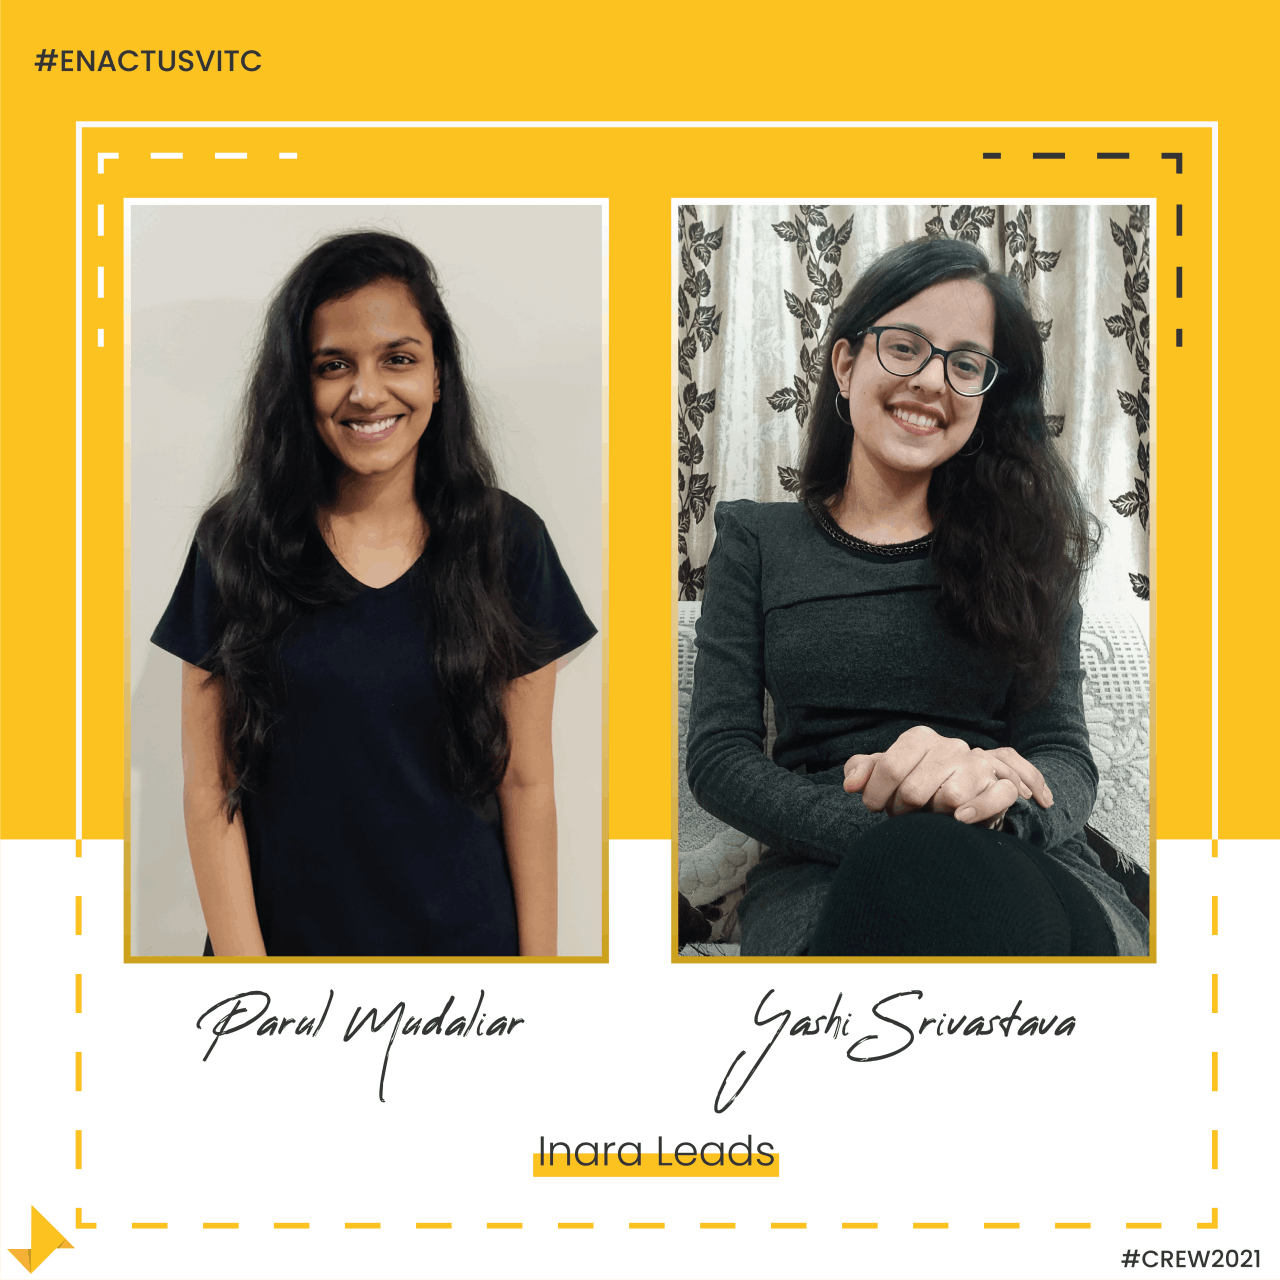 #ENACTUSVITC
Parul Mudaliar
Yashi Srivastava
Inara Leads
#CREW2021